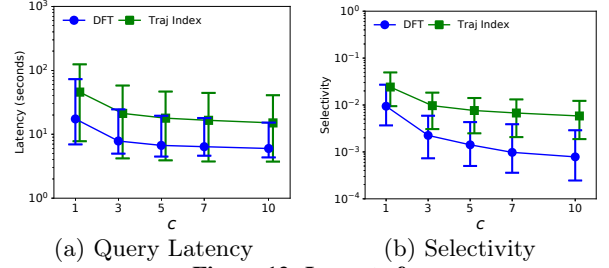 DFT Traj Index
10³
10²
10¹
10⁰
Latency (seconds)
1 3 5 7 10
c
(a) Query Latency
DFT Traj Index
10⁰
10⁻¹
10⁻²
10⁻³
10⁻⁴
Selectivity
1 3 5 7 10
c
(b) Selectivity